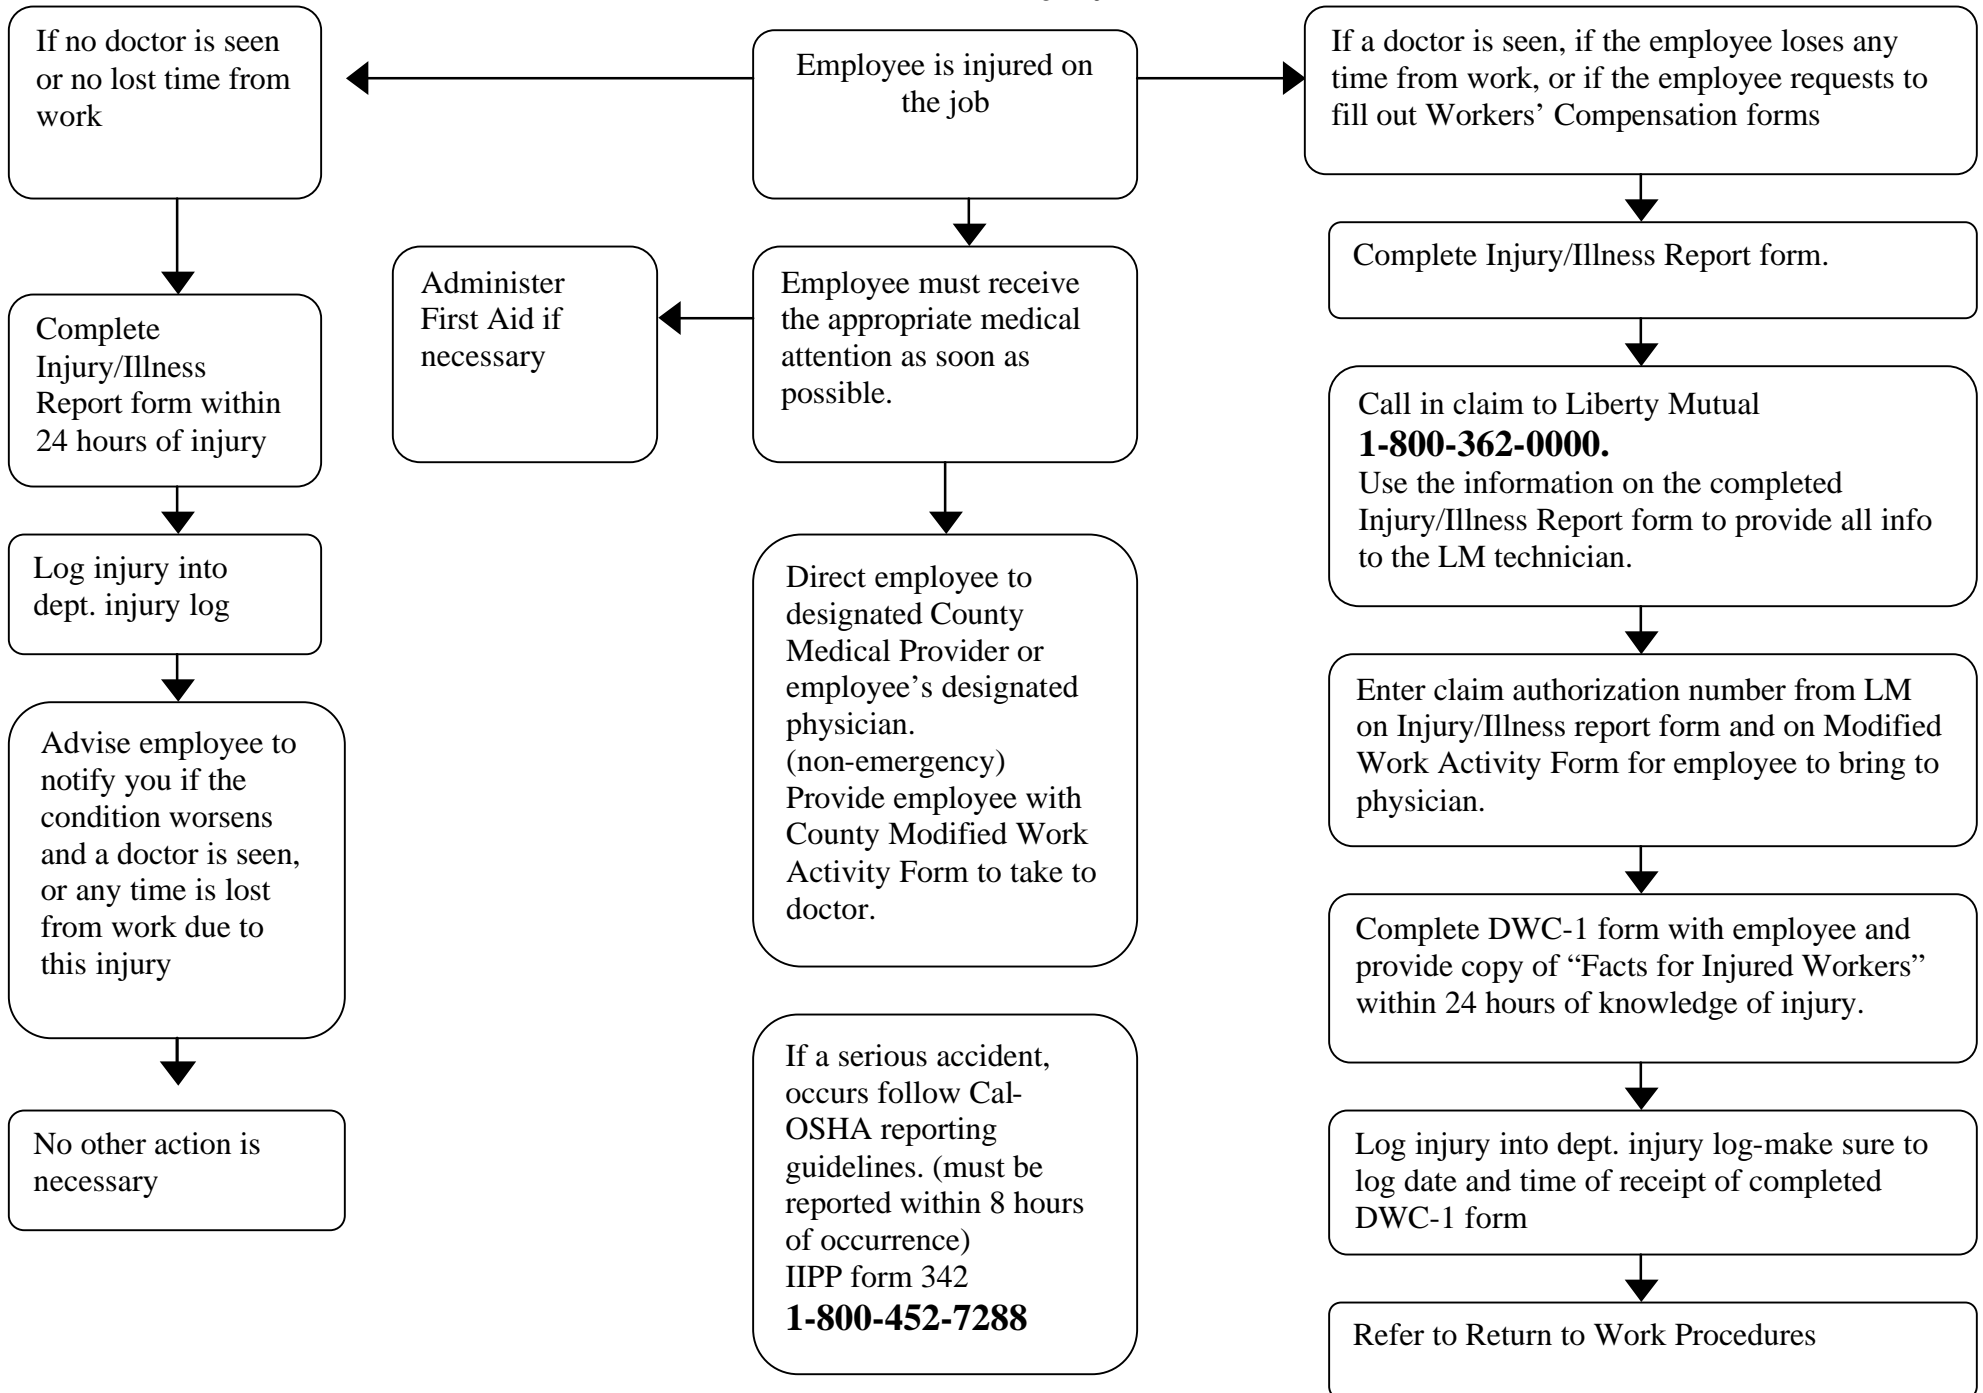 If no doctor is seen
or no lost time from
work
Complete
Injury/Illness
Report form within
24 hours of injury
Log injury into
dept. injury log
Advise employee to
notify you if the
condition worsens
and a doctor is seen,
or any time is lost
from work due to
this injury
No other action is
necessary
Employee is injured on
the job
Administer
First Aid if
necessary
Employee must receive
the appropriate medical
attention as soon as
possible.
Direct employee to
designated County
Medical Provider or
employee’s designated
physician.
(non-emergency)
Provide employee with
County Modified Work
Activity Form to take to
doctor.
If a serious accident,
occurs follow Cal-
OSHA reporting
guidelines. (must be
reported within 8 hours
of occurrence)
IIPP form 342
1-800-452-7288
If a doctor is seen, if the employee loses any
time from work, or if the employee requests to
fill out Workers’ Compensation forms
Complete Injury/Illness Report form.
Call in claim to Liberty Mutual
1-800-362-0000.
Use the information on the completed
Injury/Illness Report form to provide all info
to the LM technician.
Enter claim authorization number from LM
on Injury/Illness report form and on Modified
Work Activity Form for employee to bring to
physician.
Complete DWC-1 form with employee and
provide copy of “Facts for Injured Workers”
within 24 hours of knowledge of injury.
Log injury into dept. injury log-make sure to
log date and time of receipt of completed
DWC-1 form
Refer to Return to Work Procedures